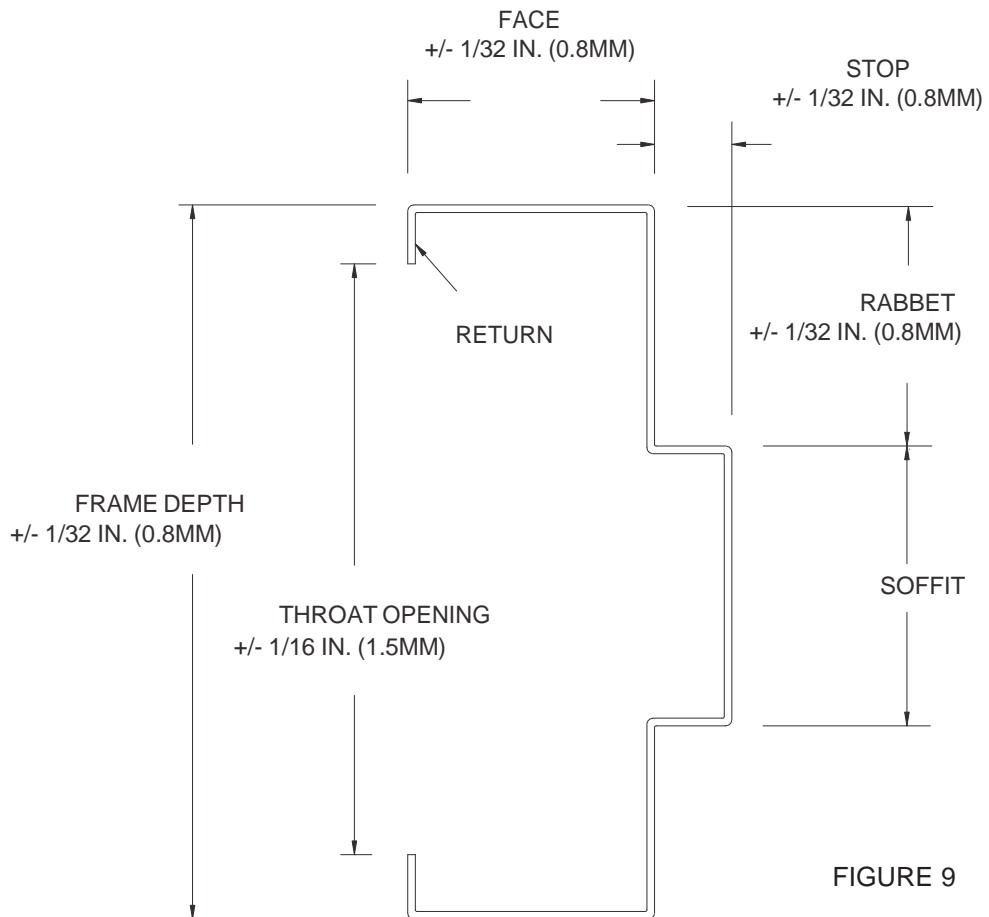 FACE
+/- 1/32 IN. (0.8MM)
STOP
+/- 1/32 IN. (0.8MM)
RABBET
+/- 1/32 IN. (0.8MM)
RETURN
FRAME DEPTH
+/- 1/32 IN. (0.8MM)
SOFFIT
THROAT OPENING
+/- 1/16 IN. (1.5MM)
FIGURE 9